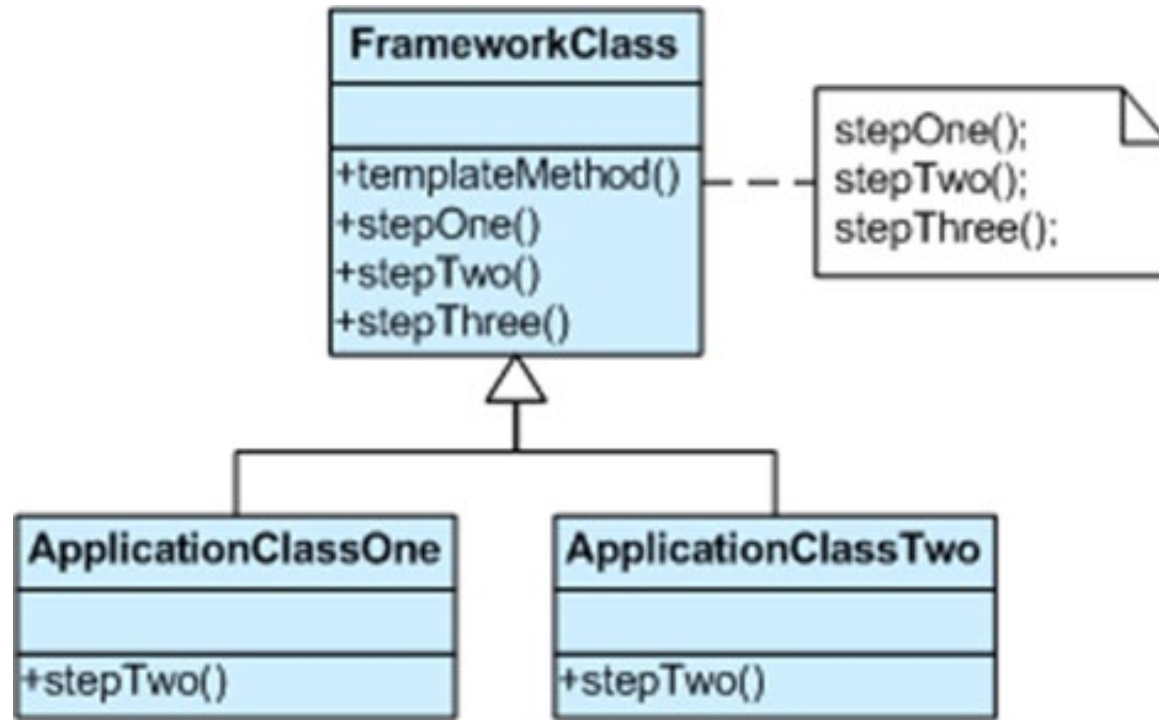 FrameworkClass
+templateMethod()
+stepOne()
+stepTwo()
+stepThree()
stepOne();
stepTwo();
stepThree();
ApplicationClassOne
+stepTwo()
ApplicationClassTwo
+stepTwo()